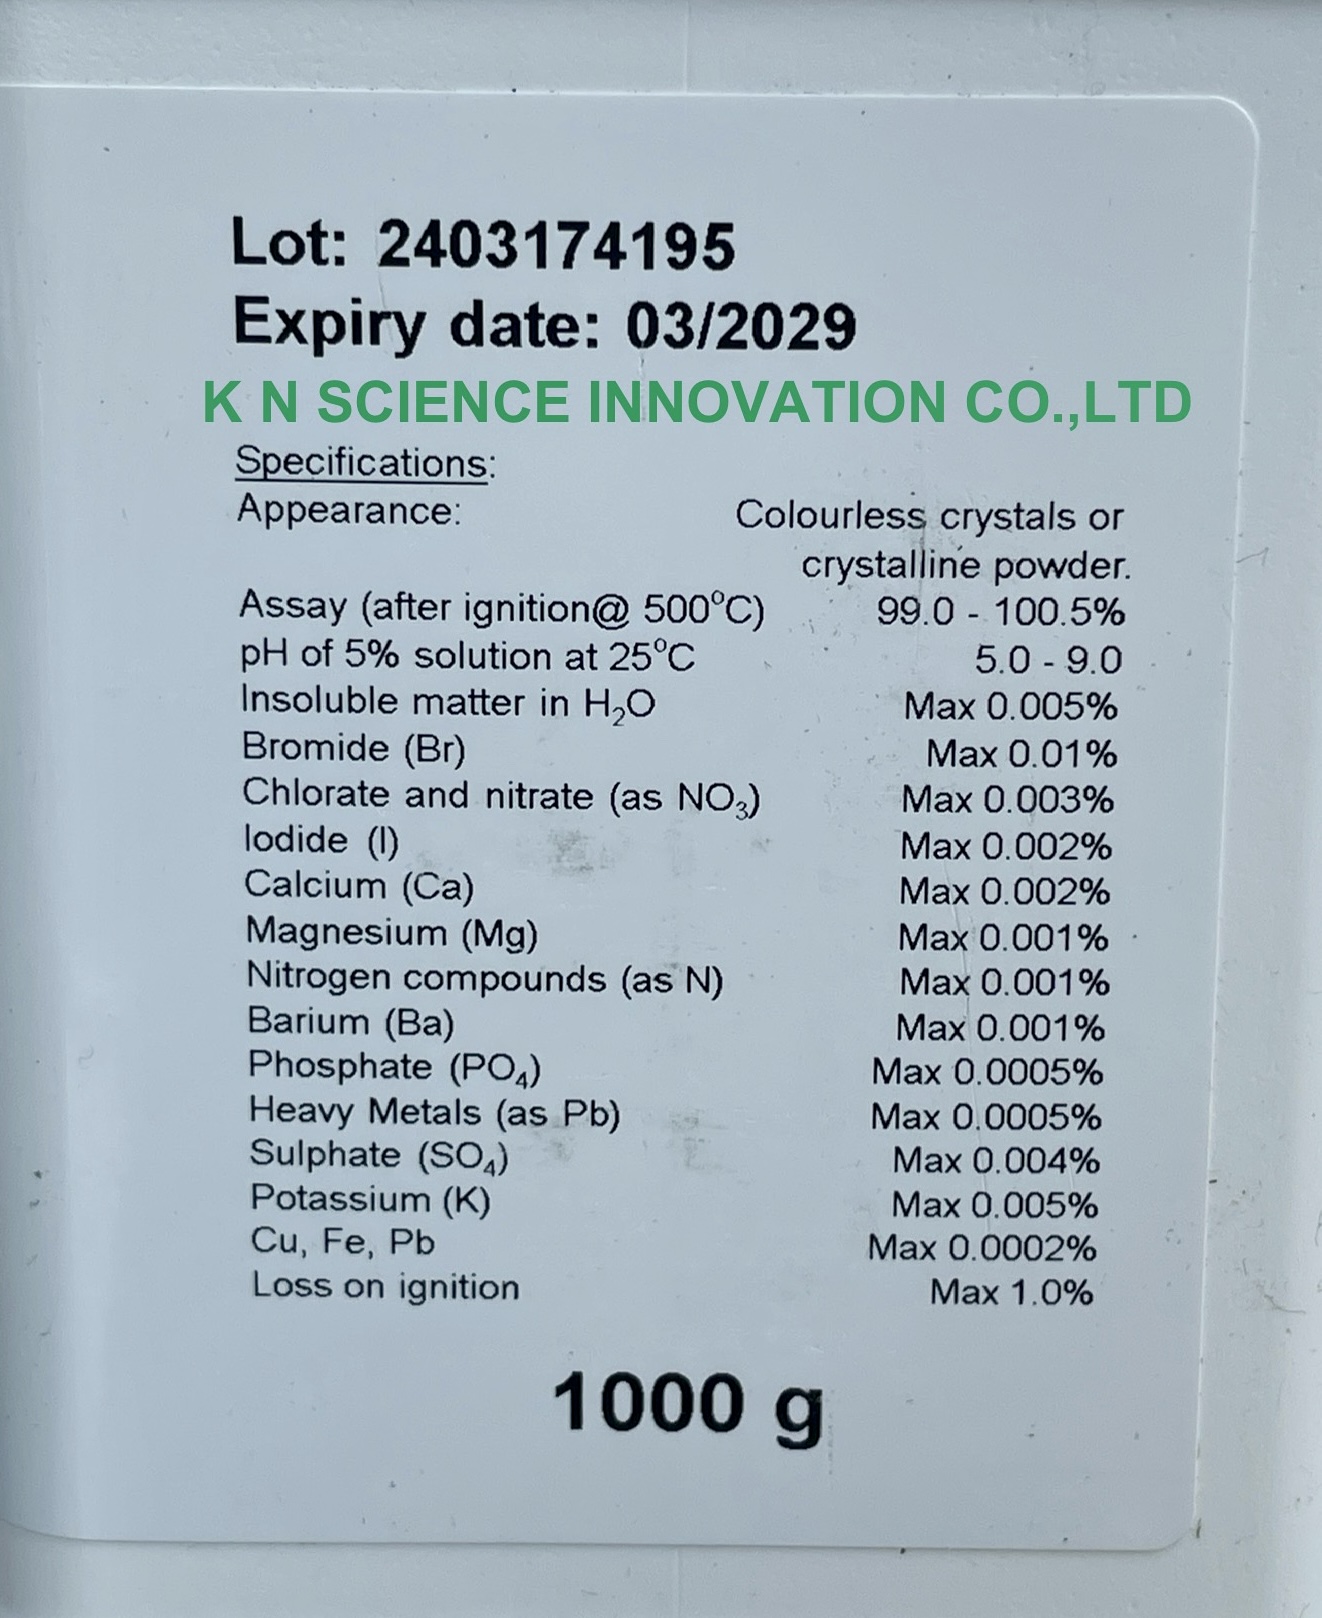 Lot: 2403174195
Expiry date: 03/2029
K N SCIENCE INNOVATION CO.,LTD
Specifications:
Appearance: Colourless crystals or
crystalline powder.
Assay (after ignition@ 500°C) 99.0 - 100.5%
pH of 5% solution at 25°C 5.0 - 9.0
Insoluble matter in H₂O Max 0.005%
Bromide (Br) Max 0.01%
Chlorate and nitrate (as NO₃) Max 0.003%
Iodide (I) Max 0.002%
Calcium (Ca) Max 0.002%
Magnesium (Mg) Max 0.001%
Nitrogen compounds (as N) Max 0.001%
Barium (Ba) Max 0.001%
Phosphate (PO₄) Max 0.0005%
Heavy Metals (as Pb) Max 0.0005%
Sulphate (SO₄) Max 0.004%
Potassium (K) Max 0.005%
Cu, Fe, Pb Max 0.0002%
Loss on ignition Max 1.0%
1000 g